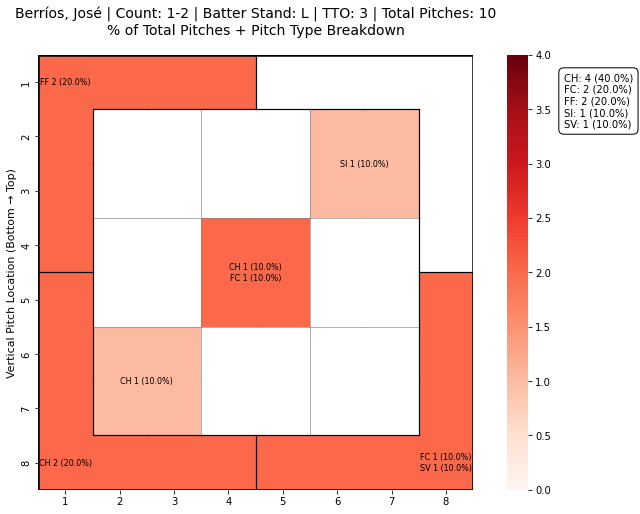 Berríos, José | Count: 1-2 | Batter Stand: L | TTO: 3 | Total Pitches: 10
% of Total Pitches + Pitch Type Breakdown
Vertical Pitch Location (Bottom → Top)
1
2
3
4
5
6
7
8
FF 2 (20.0%)
SI 1 (10.0%)
CH 1 (10.0%)
FC 1 (10.0%)
CH 1 (10.0%)
CH 2 (20.0%)
FC 1 (10.0%)
SV 1 (10.0%)
1
2
3
4
5
6
7
8
4.0
3.5
3.0
2.5
2.0
1.5
1.0
0.5
0.0
CH: 4 (40.0%)
FC: 2 (20.0%)
FF: 2 (20.0%)
SI: 1 (10.0%)
SV: 1 (10.0%)